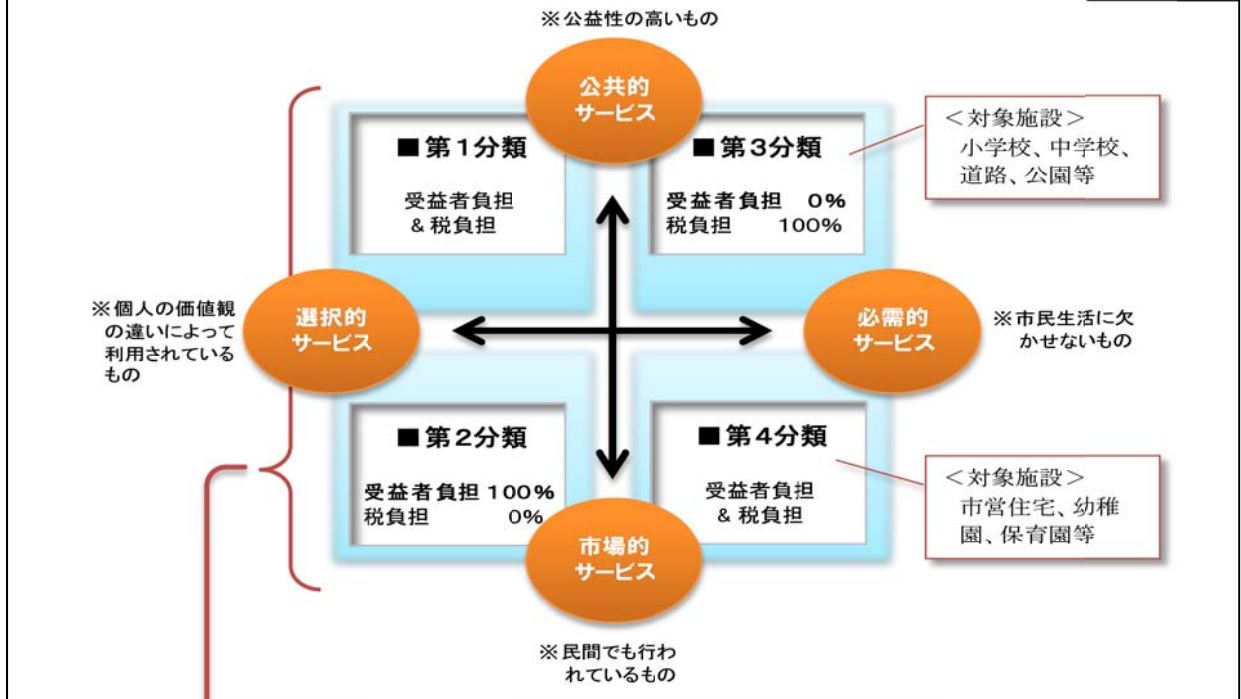 ※公益性の高いもの
公共的
サービス
■第1分類
受益者負担
&税負担
■第3分類
受益者負担 0%
税負担 100%
<対象施設>
小学校、中学校、
道路、公園等
※個人の価値観
の違いによって
利用されている
もの
選択的
サービス
必需的
サービス
※市民生活に欠
かせないもの
■第2分類
受益者負担 100%
税負担 0%
■第4分類
受益者負担
&税負担
<対象施設>
市営住宅、幼稚
園、保育園等
市場的
サービス
※民間でも行わ
れているもの